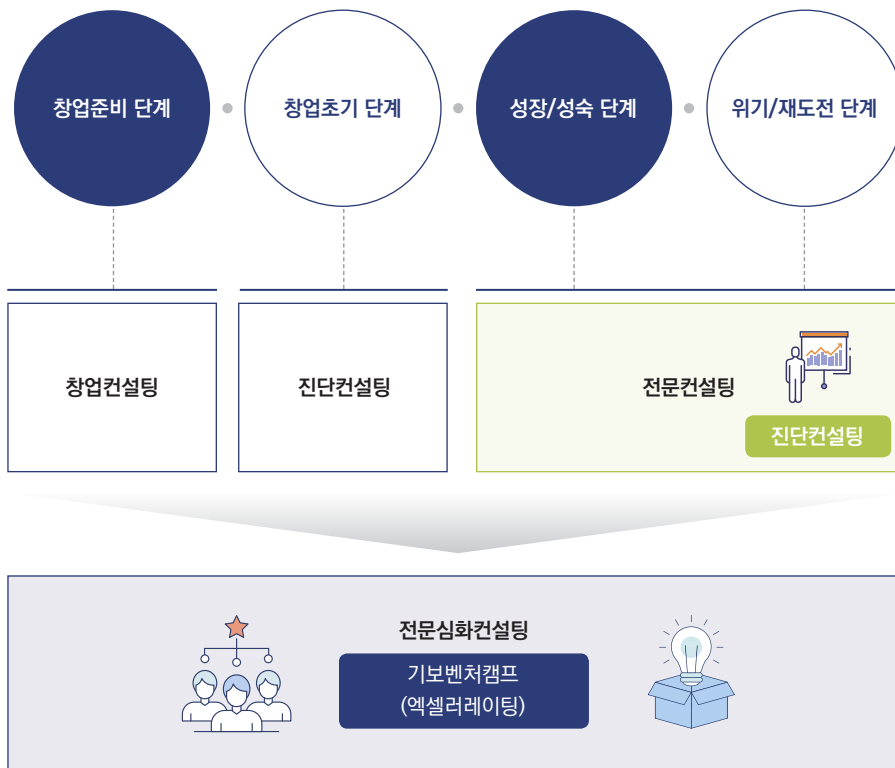 창업준비 단계
창업초기 단계
성장/성숙 단계
위기/재도전 단계
창업컨설팅
진단컨설팅
전문컨설팅
진단컨설팅
전문심화컨설팅
기보벤처캠프
(엑셀러레이팅)